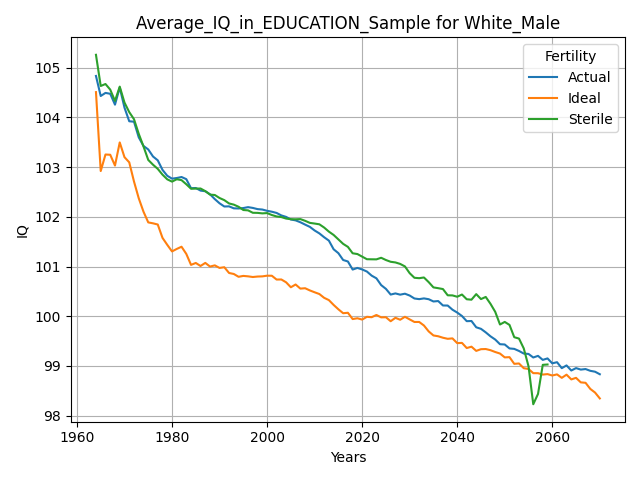 Average_IQ_in_EDUCATION_Sample for White_Male
Fertility
Actual
Ideal
Sterile
105
104
103
102
101
100
99
98
IQ
1960
1980
2000
2020
2040
2060
Years